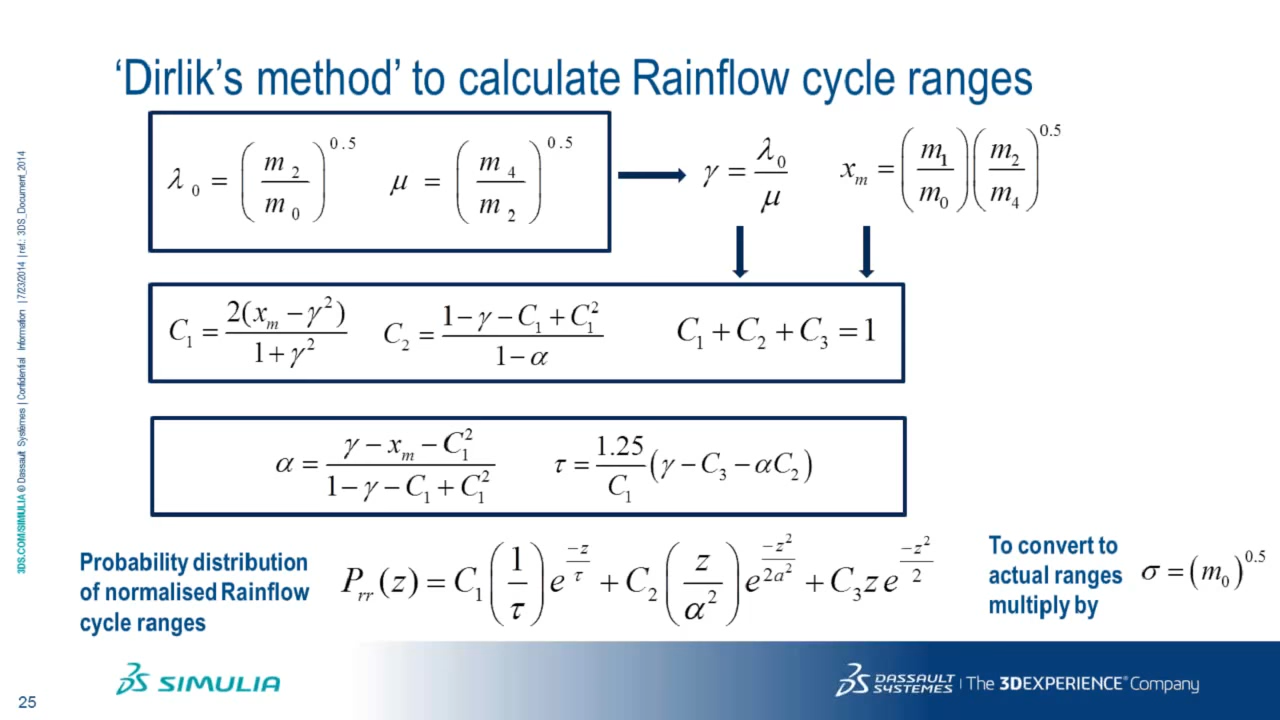 ‘Dirlik’s method’ to calculate Rainflow cycle ranges
λ₀ = (m₂ / m₀)^0.5 μ = (m₄ / m₂)^0.5 γ = λ₀ / μ xₘ = (m₁ / m₀)(m₂ / m₄)^0.5
C₁ = 2(xₘ − γ²) / 1 + γ² C₂ = 1 − γ − C₁ + C₁² / 1 − α C₁ + C₂ + C₃ = 1
α = γ − xₘ − C₁² / 1 − γ − C₁ + C₁² τ = 1.25 / C₁ (γ − C₃ − αC₂)
Probability distribution
of normalised Rainflow
cycle ranges
Pᵣᵣ(z) = C₁(1 / τ)e^(−z / τ) + C₂(z / α²)e^(−z² / 2a²) + C₃ z e^(−z² / 2)
To convert to
actual ranges
multiply by
σ = (m₀)^0.5
3DS.COM/SIMULIA © Dassault Systèmes | Confidential Information | 7/23/2014 | ref.: 3DS_Document_2014
25
SIMULIA
DASSAULT SYSTEMES | The 3DEXPERIENCE® Company